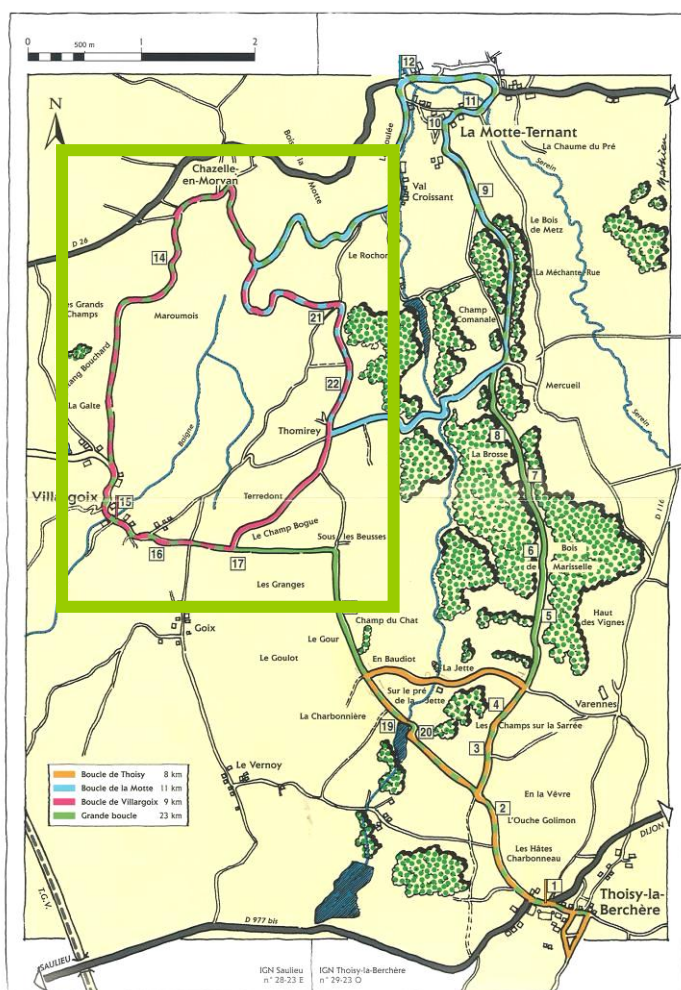 0
500 m
1
2
N
12
11
10
La Motte-Ternant
La Chaume du Pré
Serein
Mathieu
Chazelle-
en-Morvan
Val
Croissant
9
Le Bois
de Metz
La Méchante-Rue
D 26
14
Le Rochon
Maroumois
21
Champ
Comanale
22
La Gaîte
Mercueil
Serein
Thomirey
8
La Brosse
7
Villargoix
15
Terredont
Le Champ Bogue
D 116
16
17
Sous les Beusses
6
Bois
de Marisselle
Les Granges
5
Haut
des Vignes
Goix
Champ du Chat
Le Gour
Le Goulot
En Baudiot
La Jette
Sur le pré
de la Jette
4
Varennes
La Charbonnière
19
20
Les Champs sur la Sarrée
3
Le Vernoy
Boucle de Thoisy 8 km
Boucle de la Motte 11 km
Boucle de Villargoix 9 km
Grande boucle 23 km
2
En la Vèvre
L'Ouche Golimon
Les Hâtes
Charbonneau
DIJON
1
Thoisy-la-
Berchère
T.G.V.
D 977 bis
SAULIEU
IGN Saulieu
n° 28-23 E
IGN Thoisy-la-Berchère
n° 29-23 O